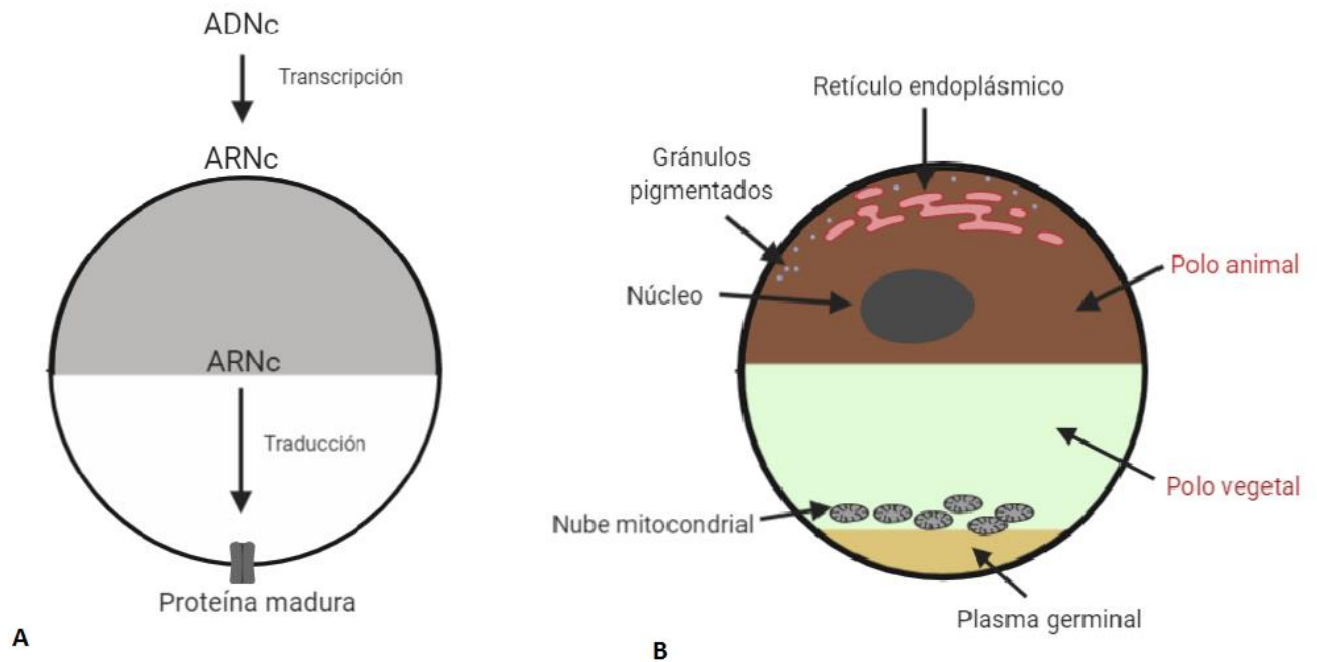 ADNc
Transcripción
ARNc
ARNc
Traducción
Proteína madura
A
Retículo endoplásmico
Gránulos
pigmentados
Núcleo
Polo animal
Polo vegetal
Nube mitocondrial
Plasma germinal
B